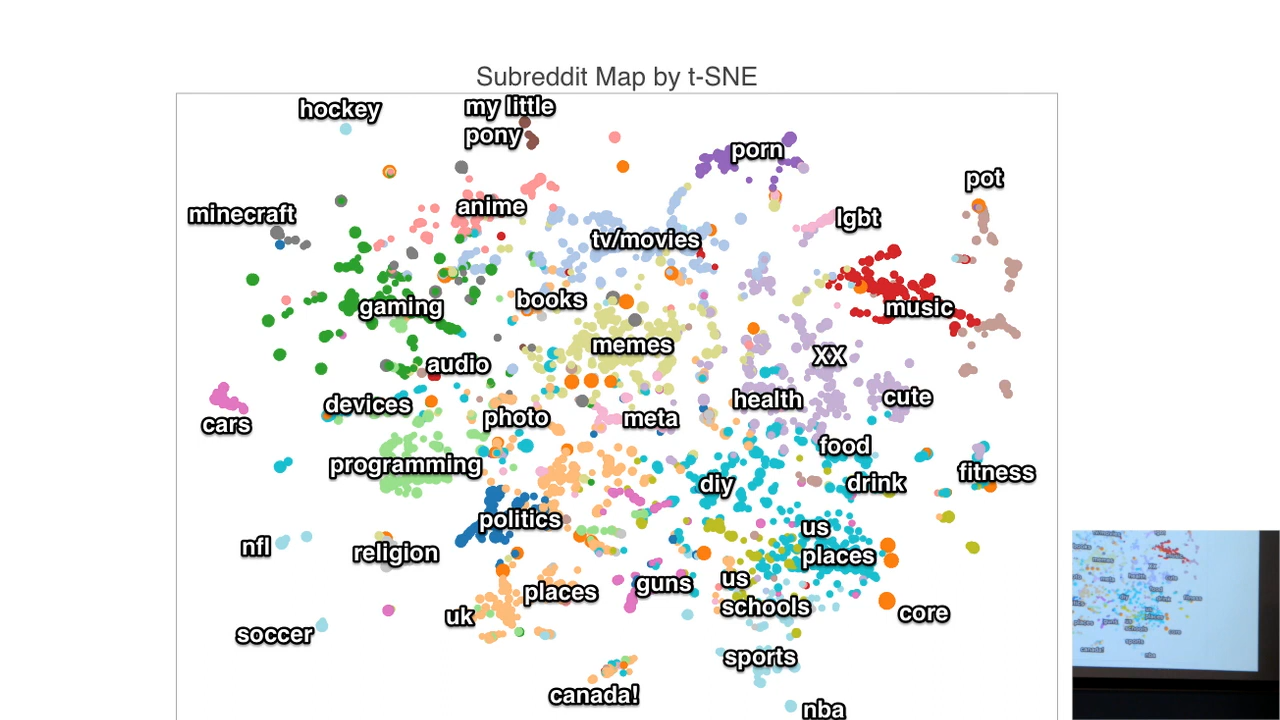 Subreddit Map by t-SNE
hockey
my little
pony
porn
pot
minecraft
anime
lgbt
tv/movies
gaming
books
music
memes
audio
XX
devices
photo
meta
health
cute
cars
food
programming
diy
drink
fitness
politics
us
places
nfl
religion
guns
us
schools
places
uk
core
soccer
sports
canada!
nba